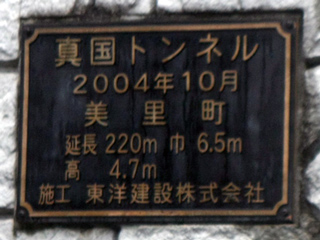 真国トンネル
2004年10月
美里町
延長 220m 巾 6.5m
高 4.7m
施工 東洋建設株式会社